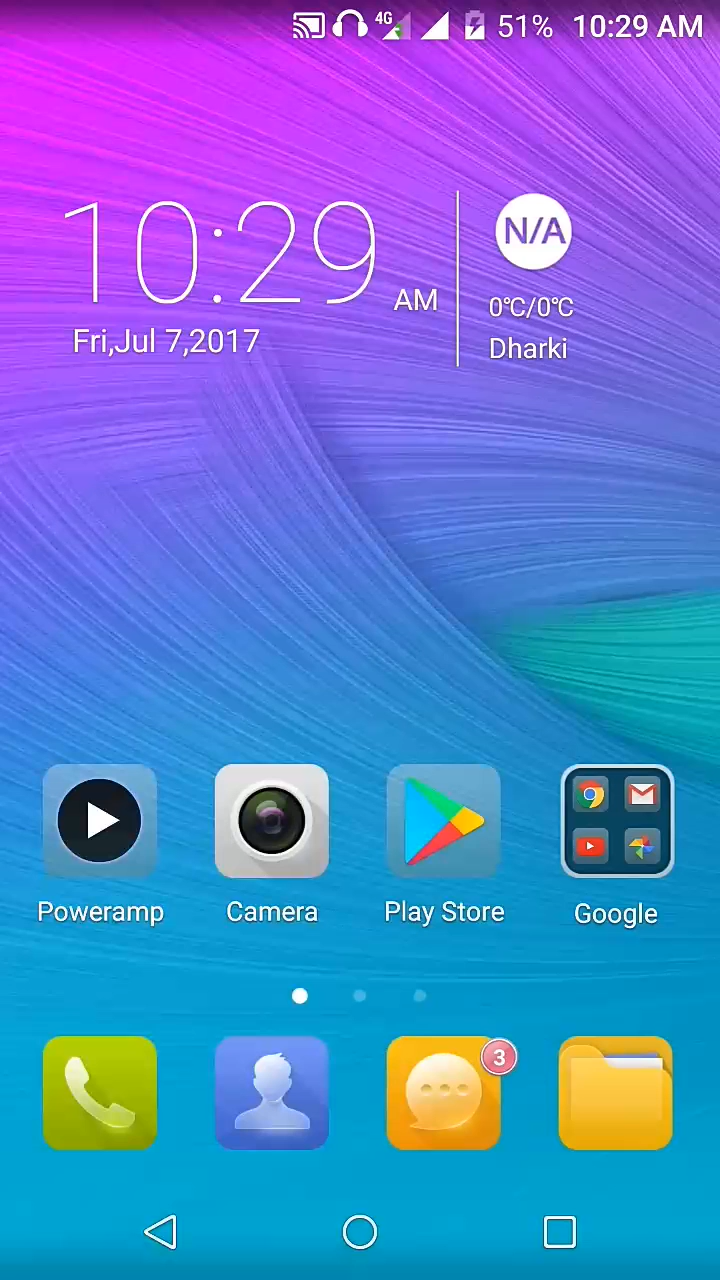 4G 51% 10:29 AM
10:29 AM
Fri,Jul 7,2017
N/A
0℃/0℃
Dharki
Poweramp Camera Play Store Google
3